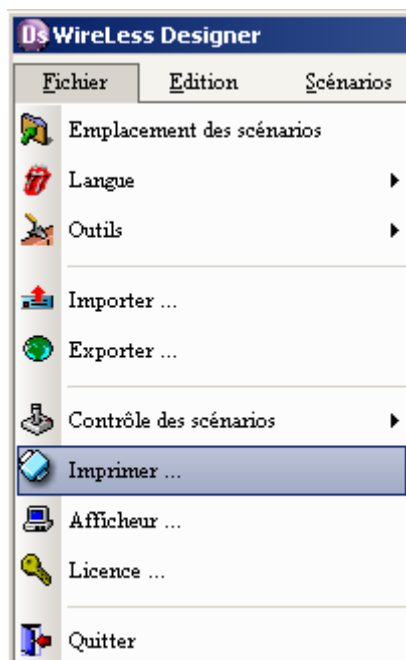 Ds WireLess Designer
Fichier Edition Scénarios
Emplacement des scénarios
Langue
Outils
Importer ...
Exporter ...
Contrôle des scénarios
Imprimer ...
Afficheur ...
Licence ...
Quitter